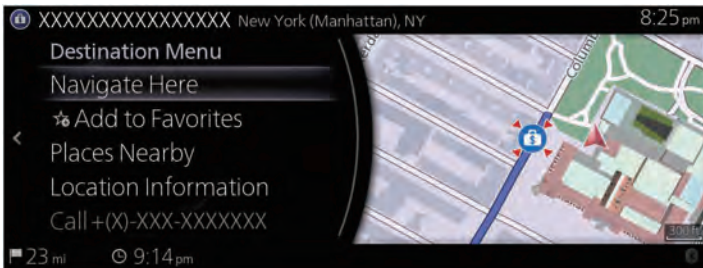 XXXXXXXXXXXXXXXX New York (Manhattan), NY 8:25 pm
Destination Menu
Navigate Here
Add to Favorites
Places Nearby
Location Information
Call +(X)-XXX-XXXXXXX
23 mi 9:14 pm
Colum
300 ft